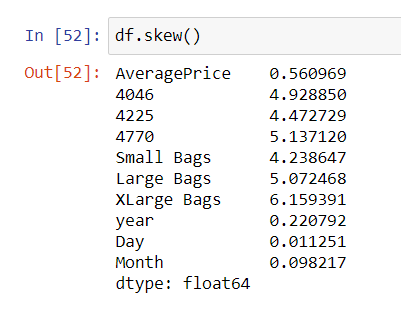 In [52]: df.skew()
Out[52]: AveragePrice    0.560969
4046            4.928850
4225            4.472729
4770            5.137120
Small Bags      4.238647
Large Bags      5.072468
XLarge Bags     6.159391
year            0.220792
Day             0.011251
Month           0.098217
dtype: float64